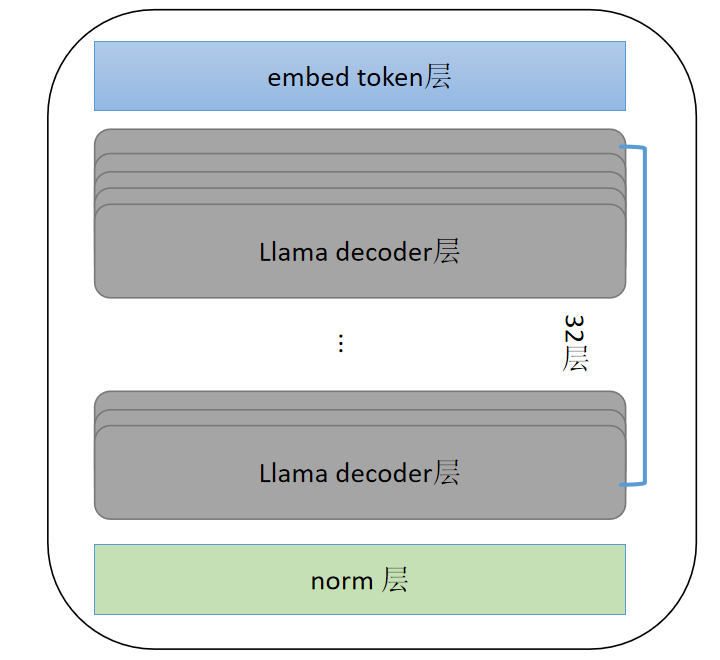 embed token层
Llama decoder层
⋮
32层
Llama decoder层
norm 层